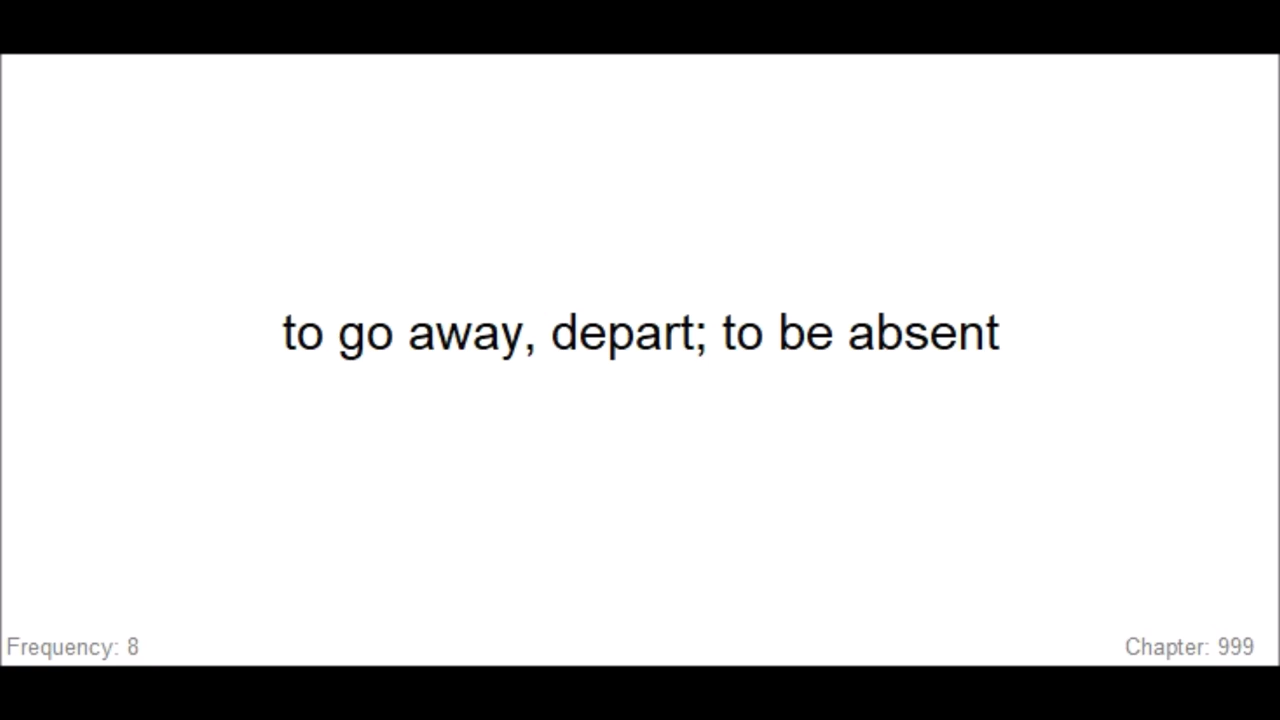 to go away, depart; to be absent
Frequency: 8
Chapter: 999